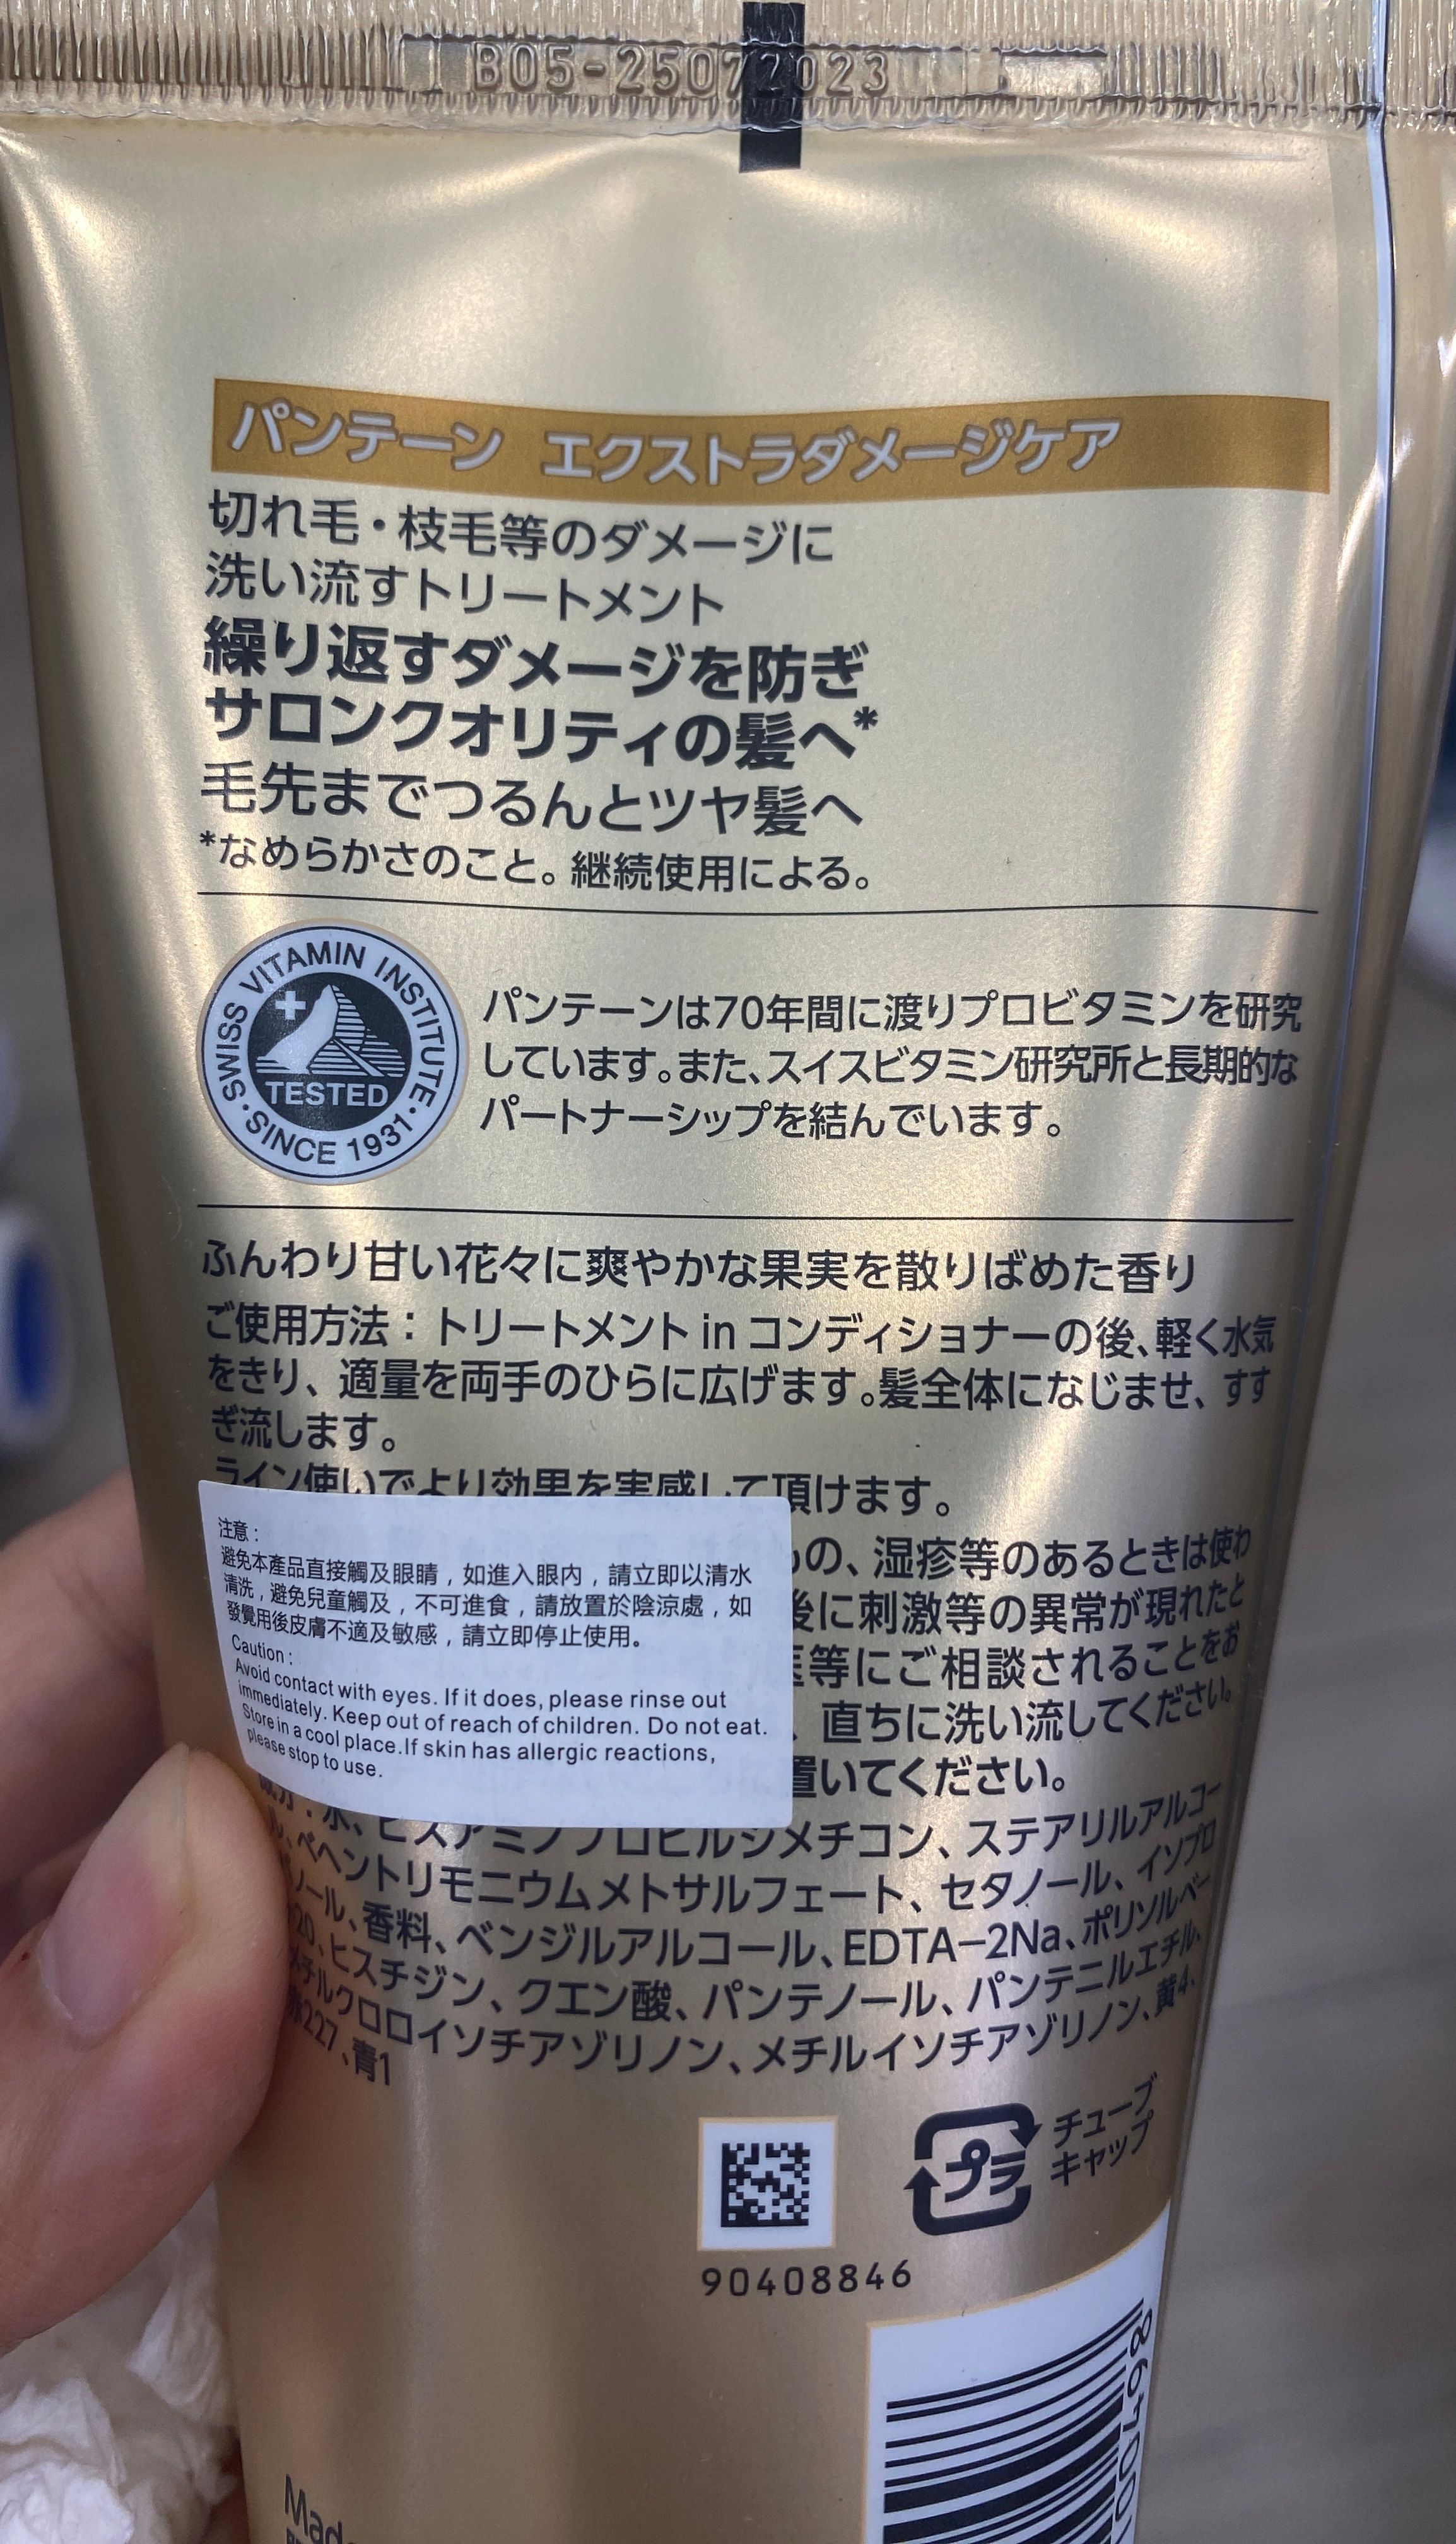 B05-25072023
パンテーン エクストラダメージケア
切れ毛・枝毛等のダメージに
洗い流すトリートメント
繰り返すダメージを防ぎ
サロンクオリティの髪へ*
毛先までつるんとツヤ髪へ
*なめらかさのこと。継続使用による。
SWISS VITAMIN INSTITUTE
TESTED
SINCE 1931
パンテーンは70年間に渡りプロビタミンを研究
しています。また、スイスビタミン研究所と長期的な
パートナーシップを結んでいます。
ふんわり甘い花々に爽やかな果実を散りばめた香り
ご使用方法：トリートメント in コンディショナーの後、軽く水気
をきり、適量を両手のひらに広げます。髪全体になじませ、すす
ぎ流します。
ライン使いでより効果を実感して頂けます。
の、湿疹等のあるときは使わ
後に刺激等の異常が現れたと
医等にご相談されることをお
、直ちに洗い流してください。
置いてください。
注意：
避免本產品直接觸及眼睛，如進入眼內，請立即以清水
清洗，避免兒童觸及，不可進食，請放置於陰涼處，如
發覺用後皮膚不適及敏感，請立即停止使用。
Caution :
Avoid contact with eyes. If it does, please rinse out
immediately. Keep out of reach of children. Do not eat.
Store in a cool place.If skin has allergic reactions,
please stop to use.
成分：水、ビスアミノプロピルジメチコン、ステアリルアルコー
ル、ベヘントリモニウムメトサルフェート、セタノール、イソプロ
ノール、香料、ベンジルアルコール、EDTA−2Na、ポリソルベー
20、ヒスチジン、クエン酸、パンテノール、パンテニルエチル、
メチルクロロイソチアゾリノン、メチルイソチアゾリノン、黄4、
227、青1
プラ
チューブ
キャップ
90408846